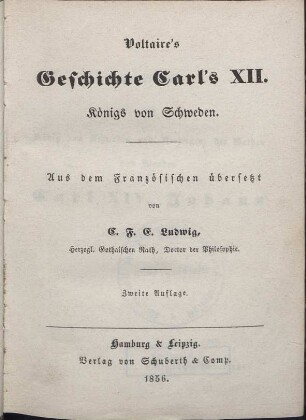 Voltaire's
Geschichte Carl's XII.
Königs von Schweden.
Aus dem Französischen übersetzt
von
C. F. E. Ludwig,
Herzogl. Gothaischen Rath, Doctor der Philosophie.
Zweite Auflage.
Hamburg & Leipzig.
Verlag von Schuberth & Comp.
1856.